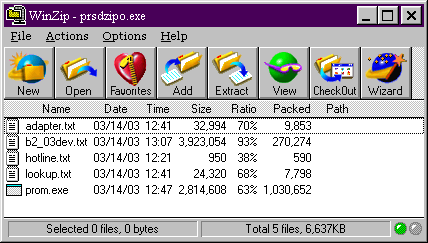 WinZip - prsdzipo.exe
File Actions Options Help
New Open Favorites Add Extract View CheckOut Wizard
Name Date Time Size Ratio Packed Path
adapter.txt 03/14/03 12:41 32,994 70% 9,853
b2_03dev.txt 03/14/03 13:07 3,923,054 93% 270,274
hotline.txt 03/14/03 12:21 950 38% 590
lookup.txt 03/14/03 12:41 24,320 68% 7,798
prom.exe 03/14/03 12:47 2,814,608 63% 1,030,652
Selected 0 files, 0 bytes Total 5 files, 6,637KB